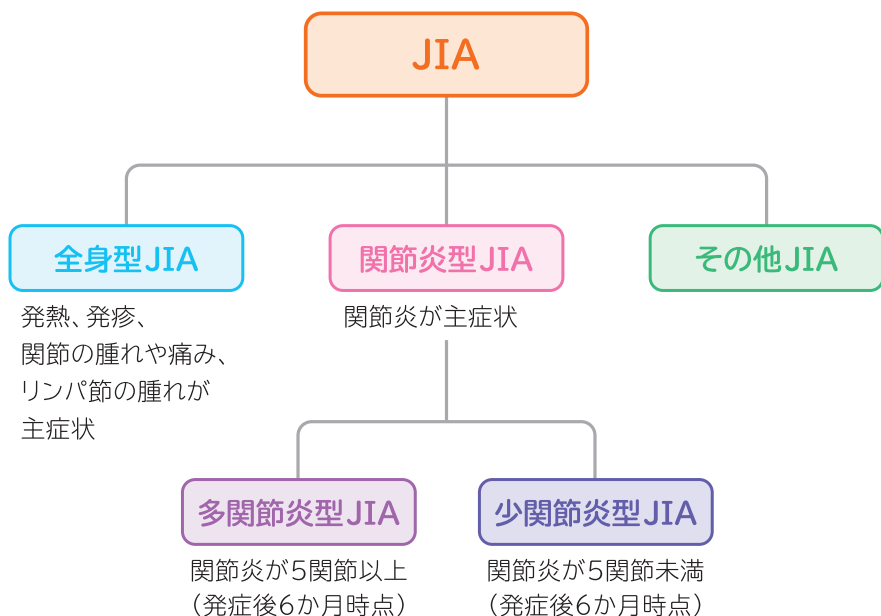 JIA
全身型JIA
関節炎型JIA
その他JIA
発熱、発疹、
関節の腫れや痛み、
リンパ節の腫れが
主症状
関節炎が主症状
多関節炎型JIA
少関節炎型JIA
関節炎が5関節以上
（発症後6か月時点）
関節炎が5関節未満
（発症後6か月時点）